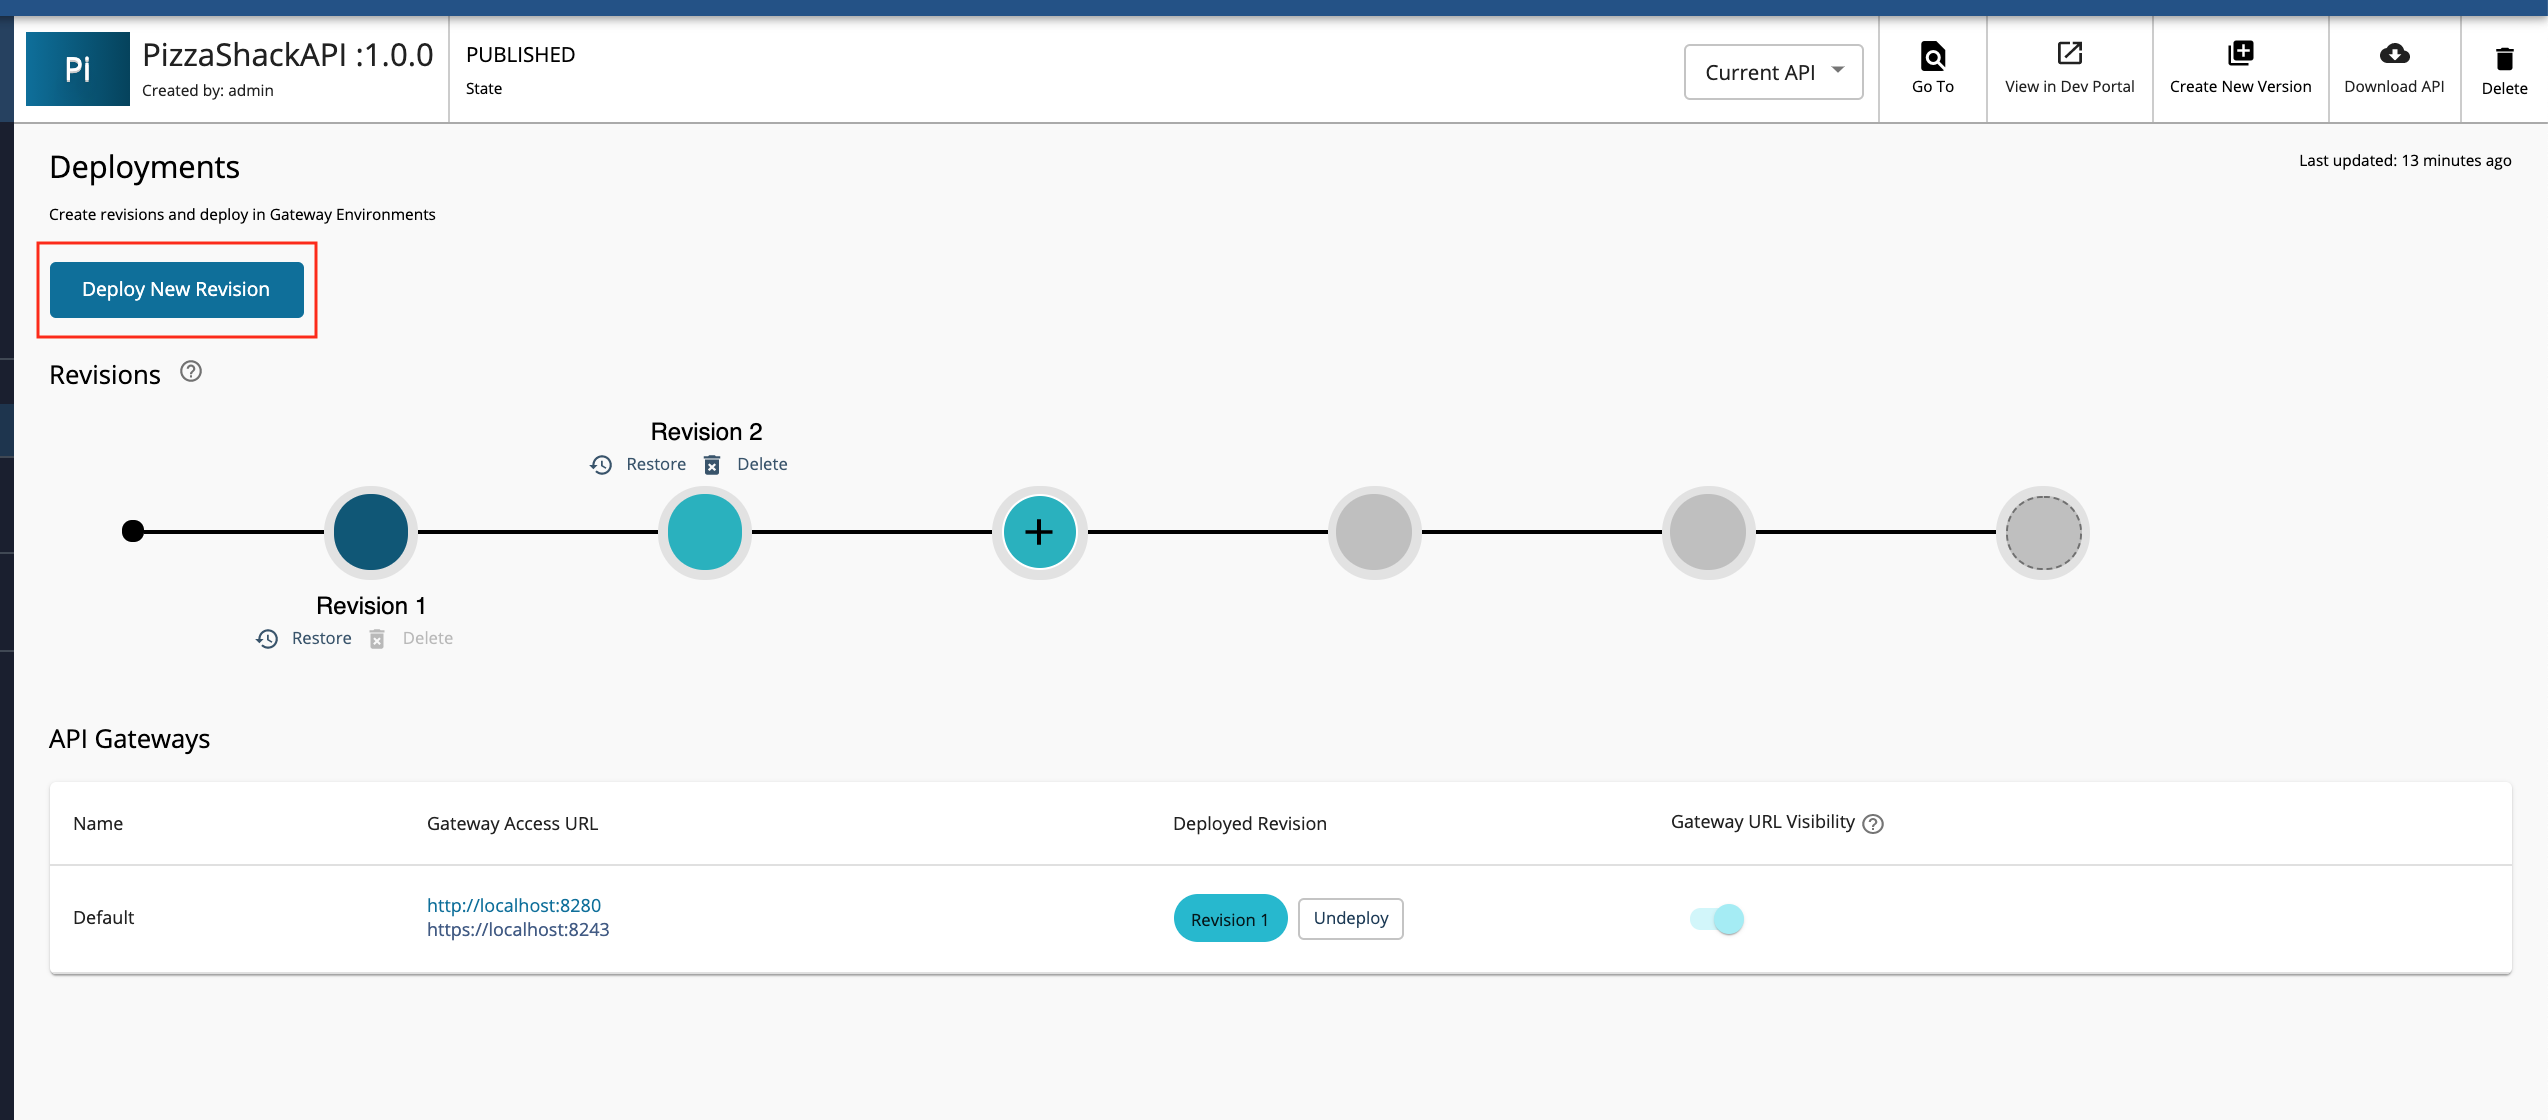 Pi
PizzaShackAPI :1.0.0
Created by: admin
PUBLISHED
State
Current API
Go To
View in Dev Portal
Create New Version
Download API
Delete
Deployments
Last updated: 13 minutes ago
Create revisions and deploy in Gateway Environments
Deploy New Revision
Revisions
Revision 2
Restore Delete
+
Revision 1
Restore Delete
API Gateways
Name Gateway Access URL Deployed Revision Gateway URL Visibility
Default
http://localhost:8280
https://localhost:8243
Revision 1
Undeploy